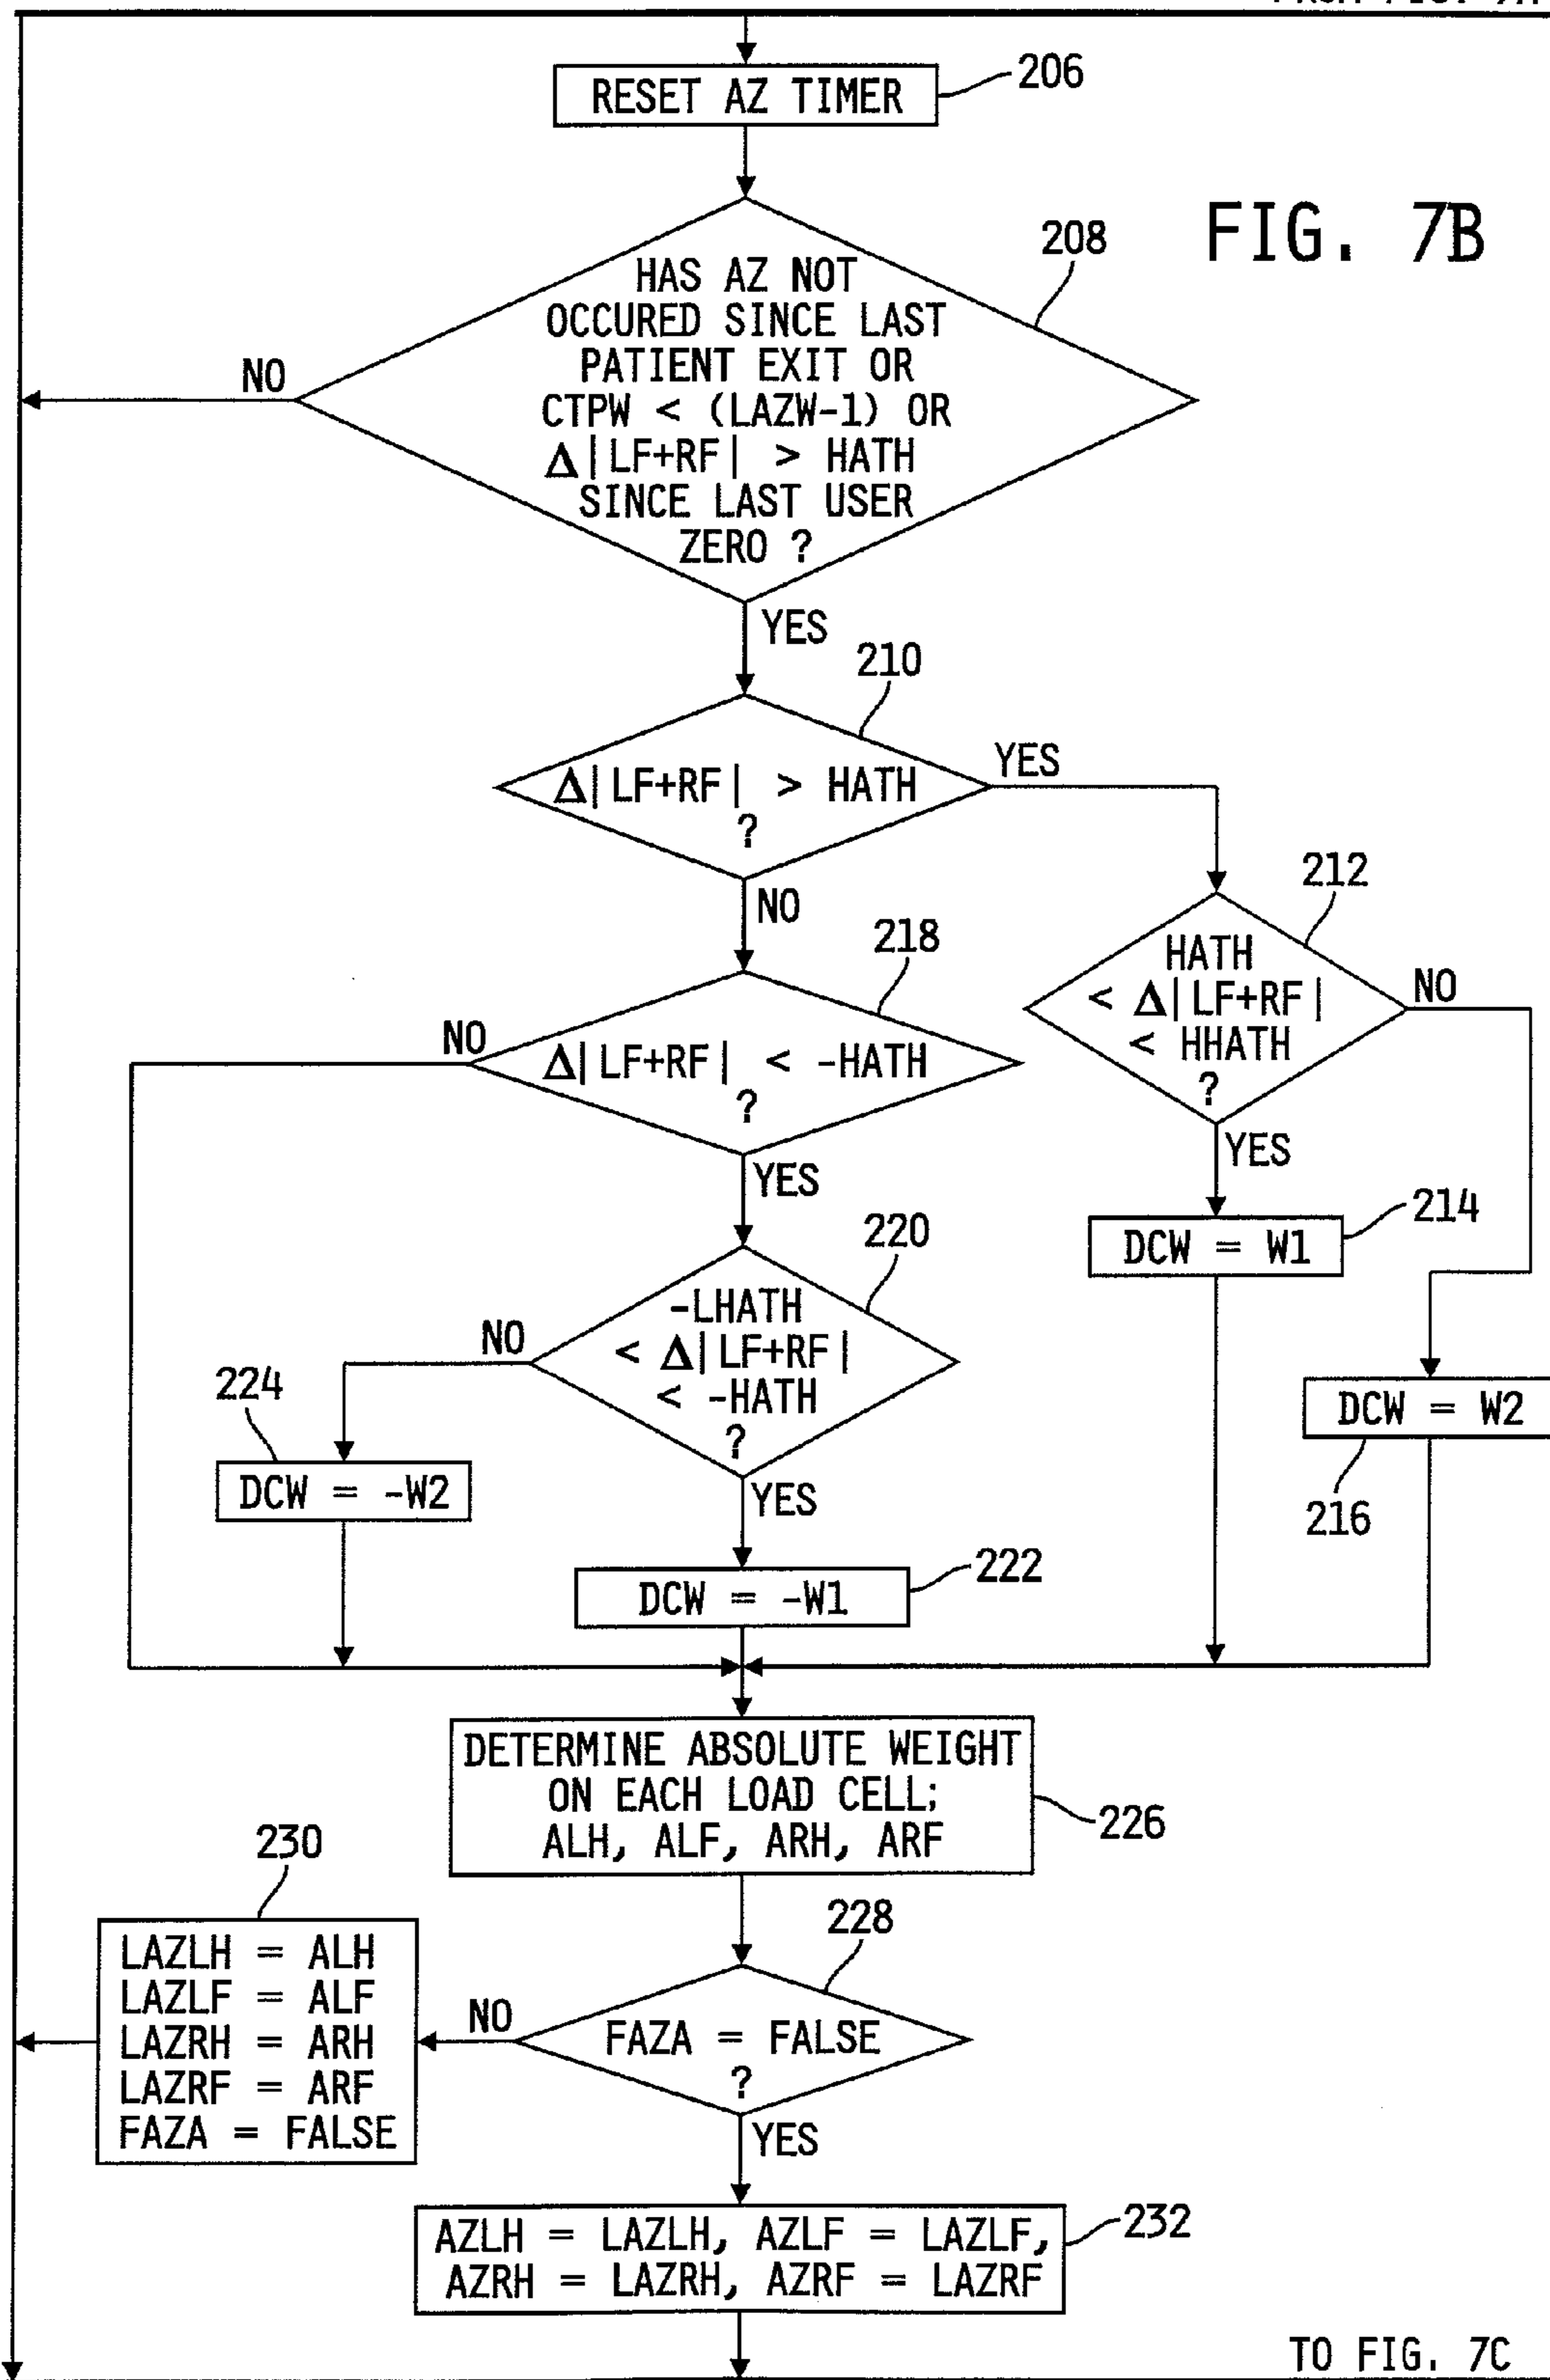 RESET AZ TIMER
206
FIG. 7B
208
HAS AZ NOT
OCCURED SINCE LAST
PATIENT EXIT OR
CTPW < (LAZW-1) OR
Δ|LF+RF| > HATH
SINCE LAST USER
ZERO ?
NO
YES
210
Δ|LF+RF| > HATH
?
YES
NO
212
HATH
< Δ|LF+RF|
< HHATH
?
NO
YES
218
Δ|LF+RF| < -HATH
?
NO
YES
214
DCW = W1
220
-LHATH
< Δ|LF+RF|
< -HATH
?
NO
YES
DCW = W2
216
224
DCW = -W2
DCW = -W1
222
DETERMINE ABSOLUTE WEIGHT
ON EACH LOAD CELL;
ALH, ALF, ARH, ARF
226
228
FAZA = FALSE
?
NO
YES
230
LAZLH = ALH
LAZLF = ALF
LAZRH = ARH
LAZRF = ARF
FAZA = FALSE
AZLH = LAZLH, AZLF = LAZLF,
AZRH = LAZRH, AZRF = LAZRF
232
TO FIG. 7C